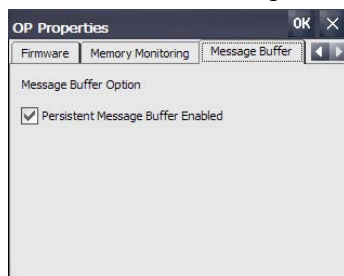 OP Properties OK ×
Firmware Memory Monitoring Message Buffer
Message Buffer Option
Persistent Message Buffer Enabled